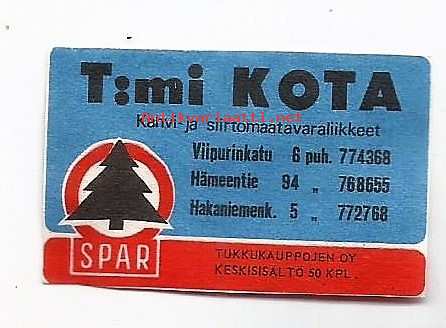 T:mi KOTA
Kahvi- ja siirtomaatavaraliikkeet
Viipurinkatu 6 puh. 774368
Hämeentie 94 „ 768655
Hakaniemenk. 5 „ 772768
SPAR
TUKKUKAUPPOJEN OY
KESKISISÄLTÖ 50 KPL.